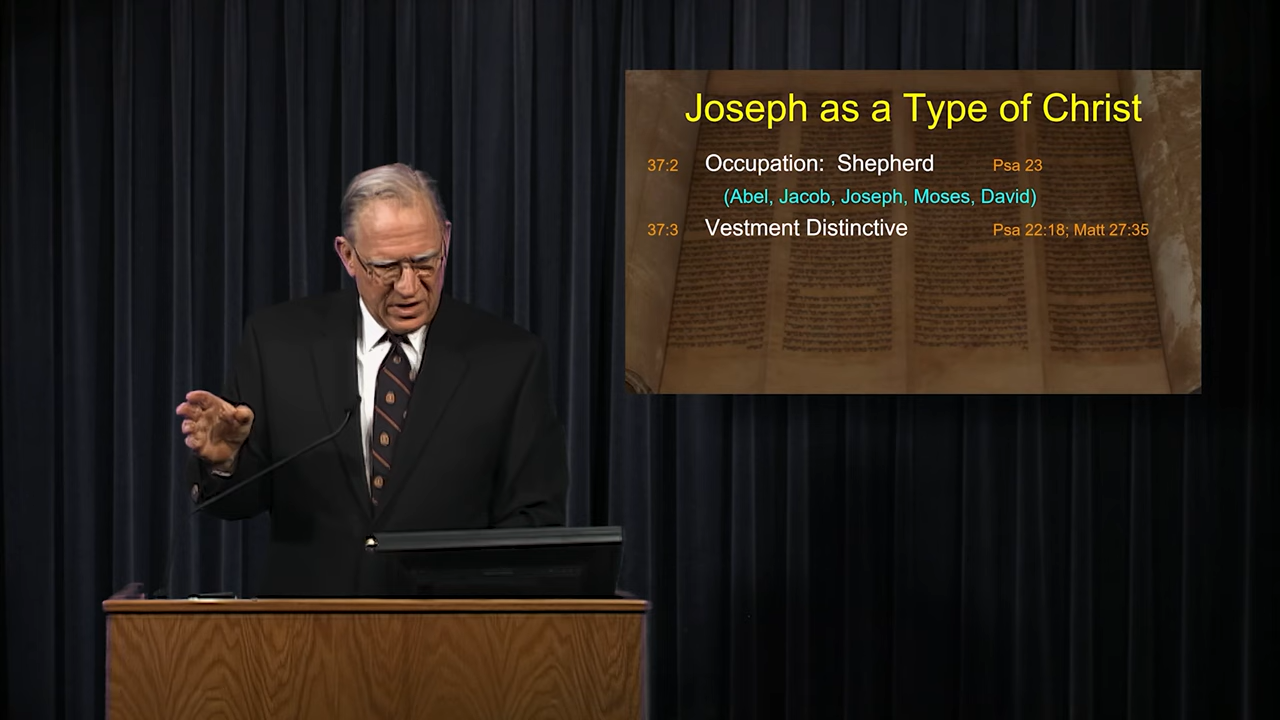 Joseph as a Type of Christ
37:2 Occupation: Shepherd Psa 23
(Abel, Jacob, Joseph, Moses, David)
37:3 Vestment Distinctive Psa 22:18; Matt 27:35